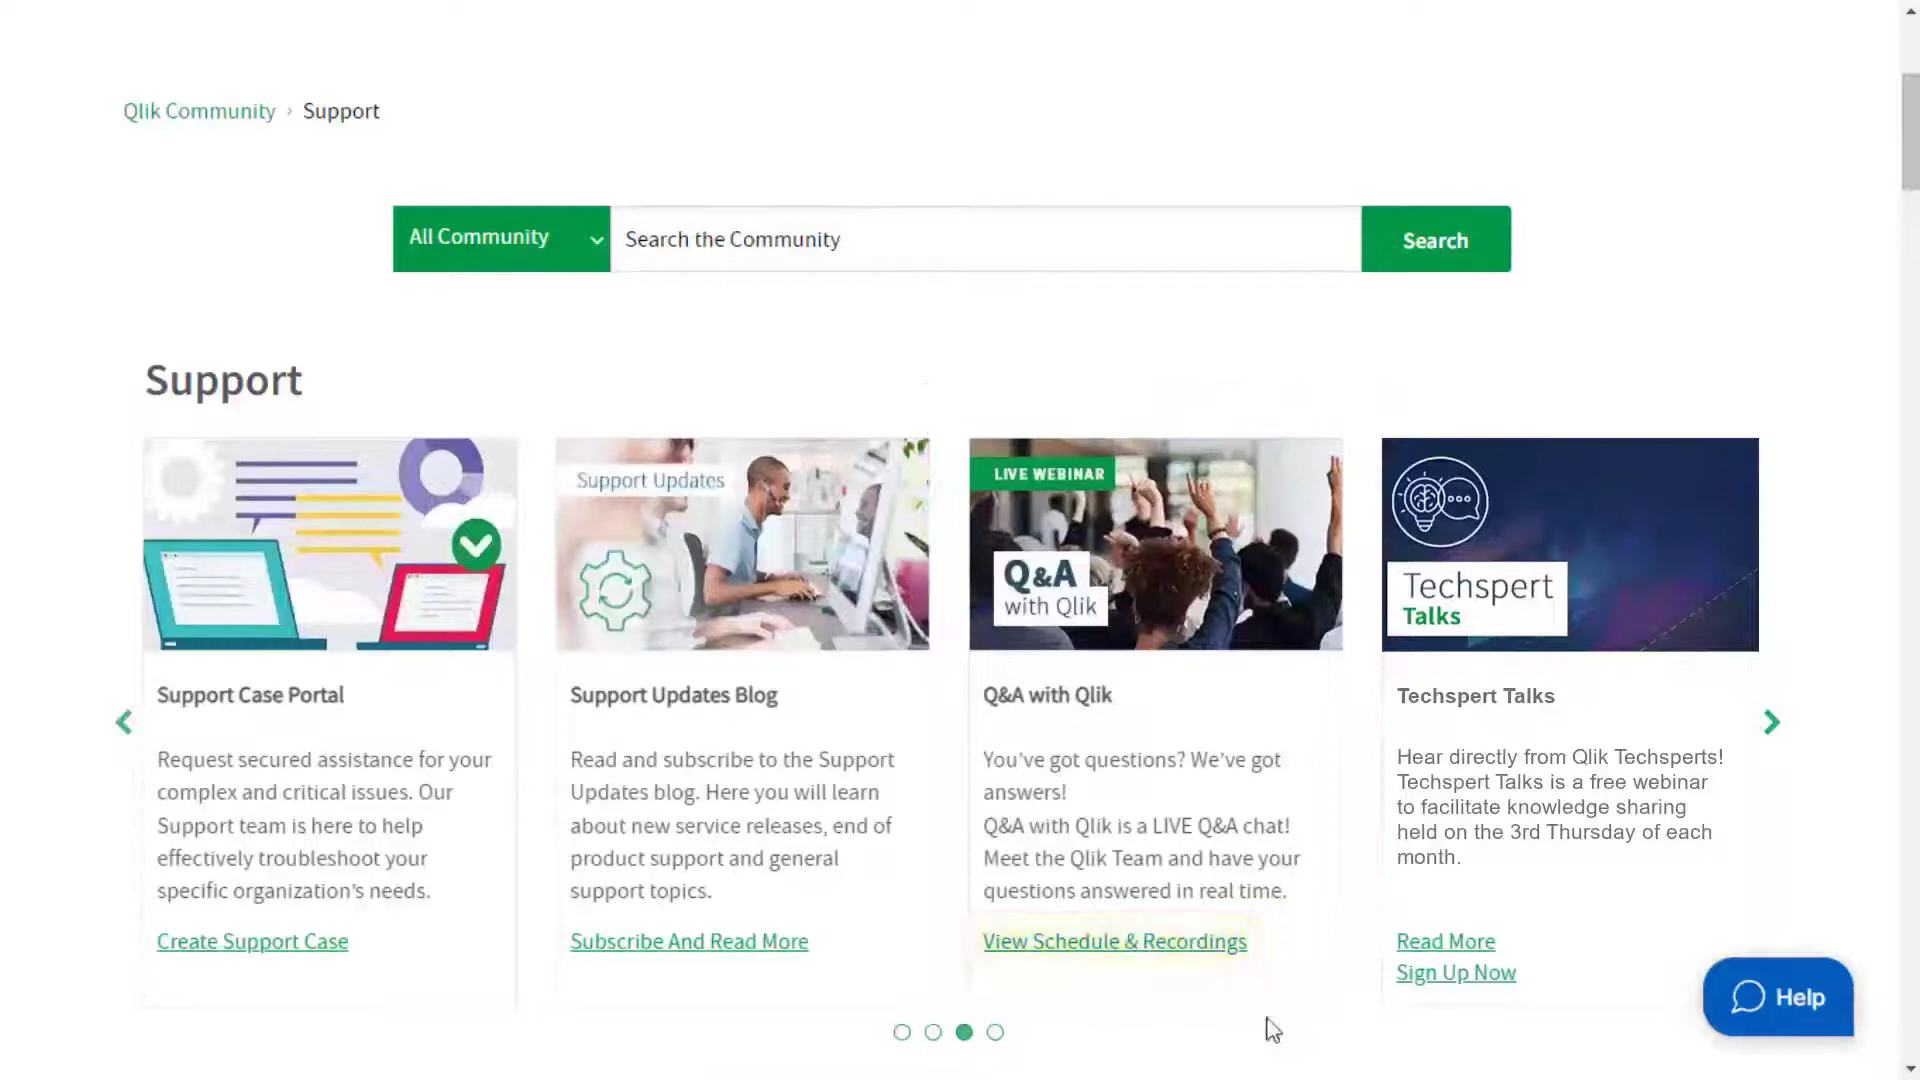 Qlik Community › Support
All Community
Search the Community
Search
Support
Support Updates
LIVE WEBINAR
Q&A
with Qlik
Techspert
Talks
Support Case Portal
Request secured assistance for your
complex and critical issues. Our
Support team is here to help
effectively troubleshoot your
specific organization's needs.
Create Support Case
Support Updates Blog
Read and subscribe to the Support
Updates blog. Here you will learn
about new service releases, end of
product support and general
support topics.
Subscribe And Read More
Q&A with Qlik
You've got questions? We've got
answers!
Q&A with Qlik is a LIVE Q&A chat!
Meet the Qlik Team and have your
questions answered in real time.
View Schedule & Recordings
Techspert Talks
Hear directly from Qlik Techsperts!
Techspert Talks is a free webinar
to facilitate knowledge sharing
held on the 3rd Thursday of each
month.
Read More
Sign Up Now
Help